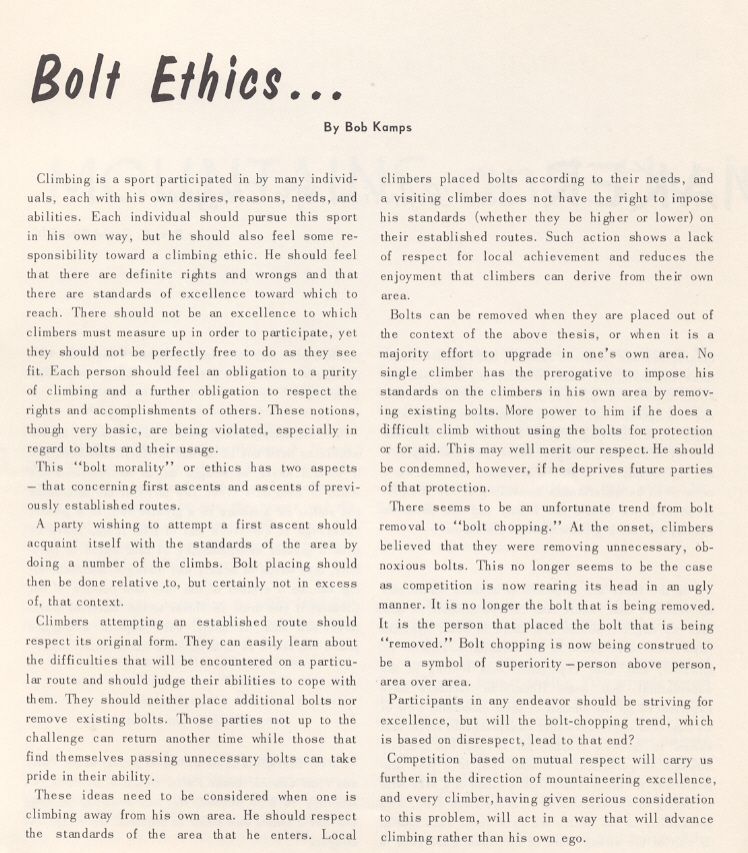 Bolt Ethics...
By Bob Kamps
Climbing is a sport participated in by many individ-
uals, each with his own desires, reasons, needs, and
abilities. Each individual should pursue this sport
in his own way, but he should also feel some re-
sponsibility toward a climbing ethic. He should feel
that there are definite rights and wrongs and that
there are standards of excellence toward which to
reach. There should not be an excellence to which
climbers must measure up in order to participate, yet
they should not be perfectly free to do as they see
fit. Each person should feel an obligation to a purity
of climbing and a further obligation to respect the
rights and accomplishments of others. These notions,
though very basic, are being violated, especially in
regard to bolts and their usage.
This "bolt morality" or ethics has two aspects
— that concerning first ascents and ascents of previ-
ously established routes.
A party wishing to attempt a first ascent should
acquaint itself with the standards of the area by
doing a number of the climbs. Bolt placing should
then be done relative ,to, but certainly not in excess
of, that context.
Climbers attempting an established route should
respect its original form. They can easily learn about
the difficulties that will be encountered on a particu-
lar route and should judge their abilities to cope with
them. They should neither place additional bolts nor
remove existing bolts. Those parties not up to the
challenge can return another time while those that
find themselves passing unnecessary bolts can take
pride in their ability.
These ideas need to be considered when one is
climbing away from his own area. He should respect
the standards of the area that he enters. Local
climbers placed bolts according to their needs, and
a visiting climber does not have the right to impose
his standards (whether they be higher or lower) on
their established routes. Such action shows a lack
of respect for local achievement and reduces the
enjoyment that climbers can derive from their own
area.
Bolts can be removed when they are placed out of
the context of the above thesis, or when it is a
majority effort to upgrade in one's own area. No
single climber has the prerogative to impose his
standards on the climbers in his own area by remov-
ing existing bolts. More power to him if he does a
difficult climb without using the bolts for protection
or for aid. This may well merit our respect. He should
be condemned, however, if he deprives future parties
of that protection.
There seems to be an unfortunate trend from bolt
removal to "bolt chopping." At the onset, climbers
believed that they were removing unnecessary, ob-
noxious bolts. This no longer seems to be the case
as competition is now rearing its head in an ugly
manner. It is no longer the bolt that is being removed.
It is the person that placed the bolt that is being
"removed." Bolt chopping is now being construed to
be a symbol of superiority — person above person,
area over area.
Participants in any endeavor should be striving for
excellence, but will the bolt-chopping trend, which
is based on disrespect, lead to that end?
Competition based on mutual respect will carry us
further in the direction of mountaineering excellence,
and every climber, having given serious consideration
to this problem, will act in a way that will advance
climbing rather than his own ego.